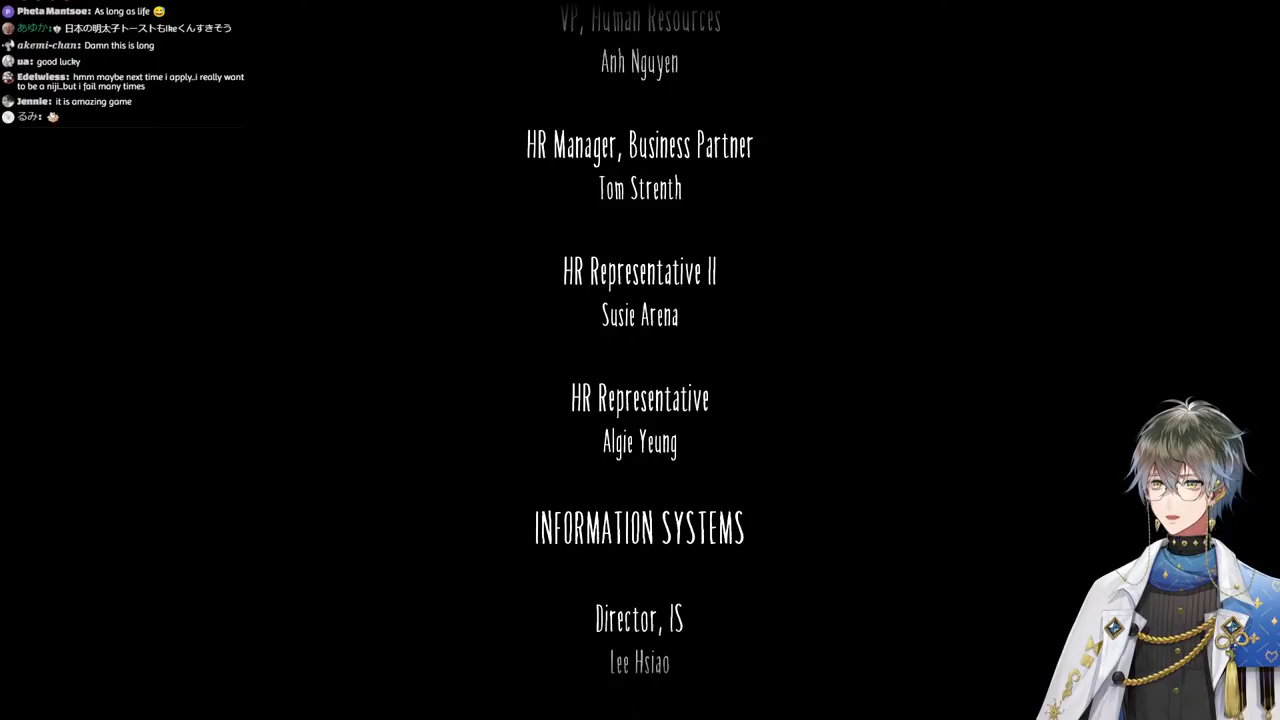 Pheta Mantsoe: As long as life 😅
あゆか: 日本の明太子トーストもIkeくんすきそう
akemi-chan: Damn this is long
ua: good lucky
Edelwiess: hmm maybe next time i apply..i really want
to be a niji..but i fail many times
Jennie: it is amazing game
るみ:
VP, Human Resources
Anh Nguyen
HR Manager, Business Partner
Tom Strenth
HR Representative II
Susie Arena
HR Representative
Algie Yeung
INFORMATION SYSTEMS
Director, IS
Lee Hsiao